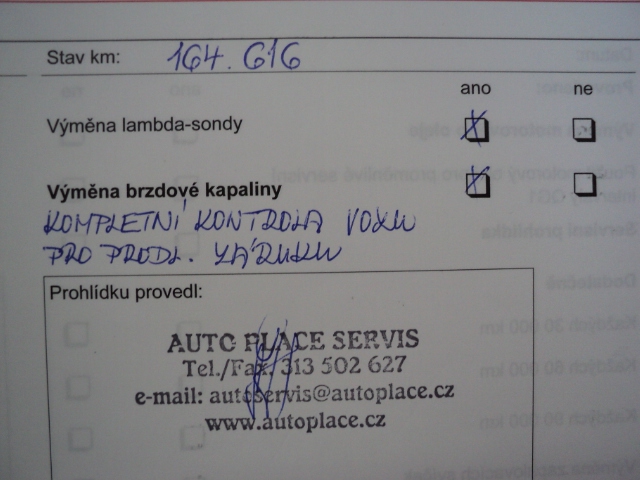 Stav km: 164.616
ano ne
Výměna lambda-sondy
Výměna brzdové kapaliny
KOMPLETNÍ KONTROLA VOZU
PRO PRODL. ZÁRUKU
Prohlídku provedl:
AUTO PLACE SERVIS
Tel./Fax: 313 502 627
e-mail: autoservis@autoplace.cz
www.autoplace.cz